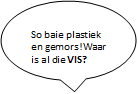 So baie plastiek
en gemors!Waar
is al die VIS?